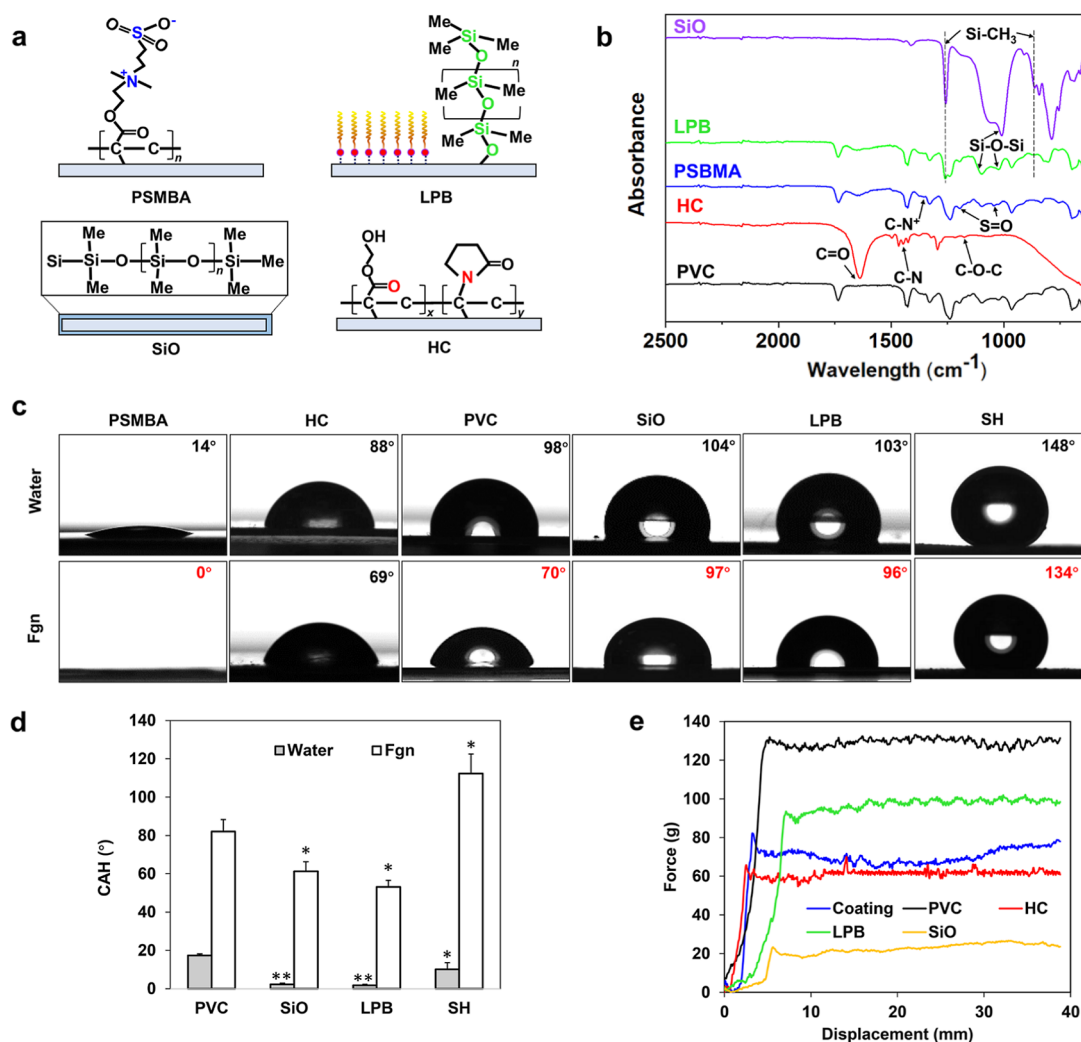 a
O
O
S
O
-
+
N
O
O
C
C
n
PSMBA
Me
Si
Me
Me
O
n
Me
Si
Me
O
Me
Si
Me
O
LPB
Me
Me
Me
Si
Si
O
Si
O
Si
Me
n
Me
Me
Me
SiO
OH
O
O
N
O
C
C
C
C
x
y
HC
b
SiO
Si-CH3
LPB
Si-O-Si
PSBMA
C-N+
S=O
HC
C=O
C-N
C-O-C
PVC
Absorbance
2500 2000 1500 1000
Wavelength (cm-1)
c
PSMBA HC PVC SiO LPB SH
Water
14° 88° 98° 104° 103° 148°
Fgn
0° 69° 70° 97° 96° 134°
d
CAH (°)
140
120
100
80
60
40
20
0
Water Fgn
** * ** * * *
PVC SiO LPB SH
e
Force (g)
140
120
100
80
60
40
20
0
Coating PVC HC
LPB SiO
0 10 20 30 40
Displacement (mm)